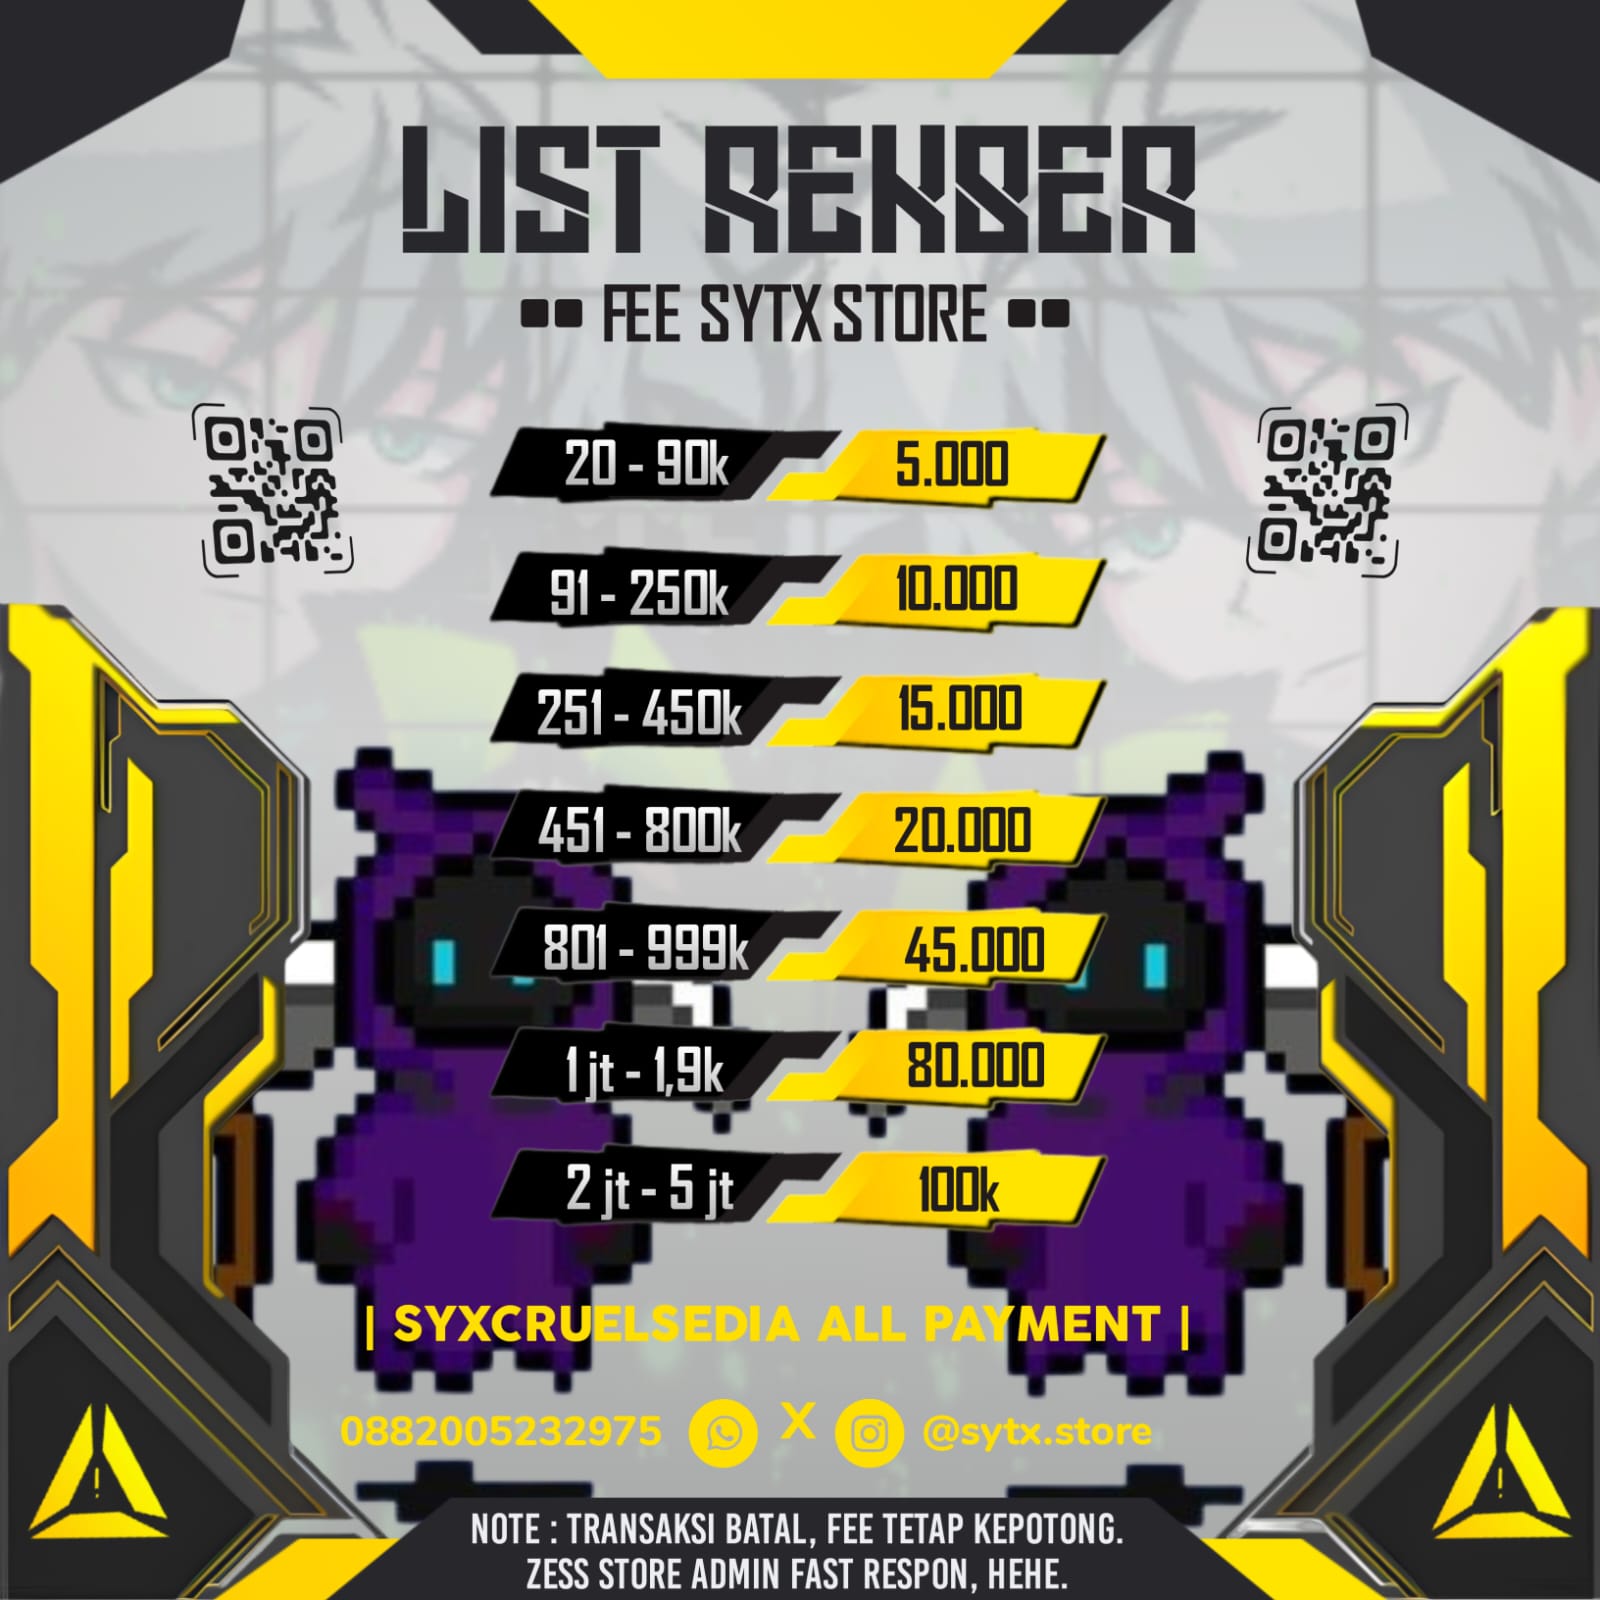 LIST RENDER
FEE SYTX STORE
20 - 90k 5.000
91 - 250k 10.000
251 - 450k 15.000
451 - 800k 20.000
801 - 999k 45.000
1 jt - 1,9k 80.000
2 jt - 5 jt 100k
| SYXCRUELSEDIA ALL PAYMENT |
0882005232975 X @sytx.store
NOTE : TRANSAKSI BATAL, FEE TETAP KEPOTONG.
ZESS STORE ADMIN FAST RESPON, HEHE.